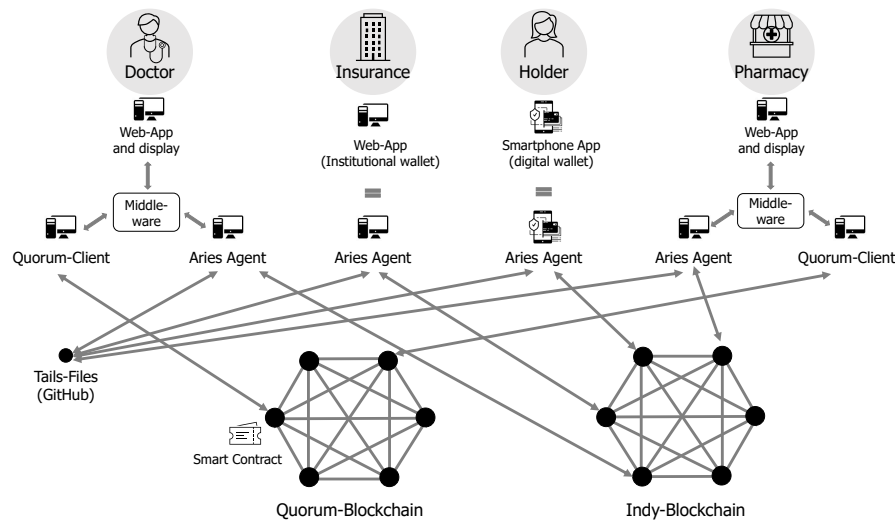 Doctor
Insurance
Holder
Pharmacy
Web-App
and display
Web-App
(Institutional wallet)
Smartphone App
(digital wallet)
Web-App
and display
Middle-
ware
Middle-
ware
Quorum-Client
Aries Agent
Aries Agent
Aries Agent
Aries Agent
Quorum-Client
Tails-Files
(GitHub)
Smart Contract
Quorum-Blockchain
Indy-Blockchain